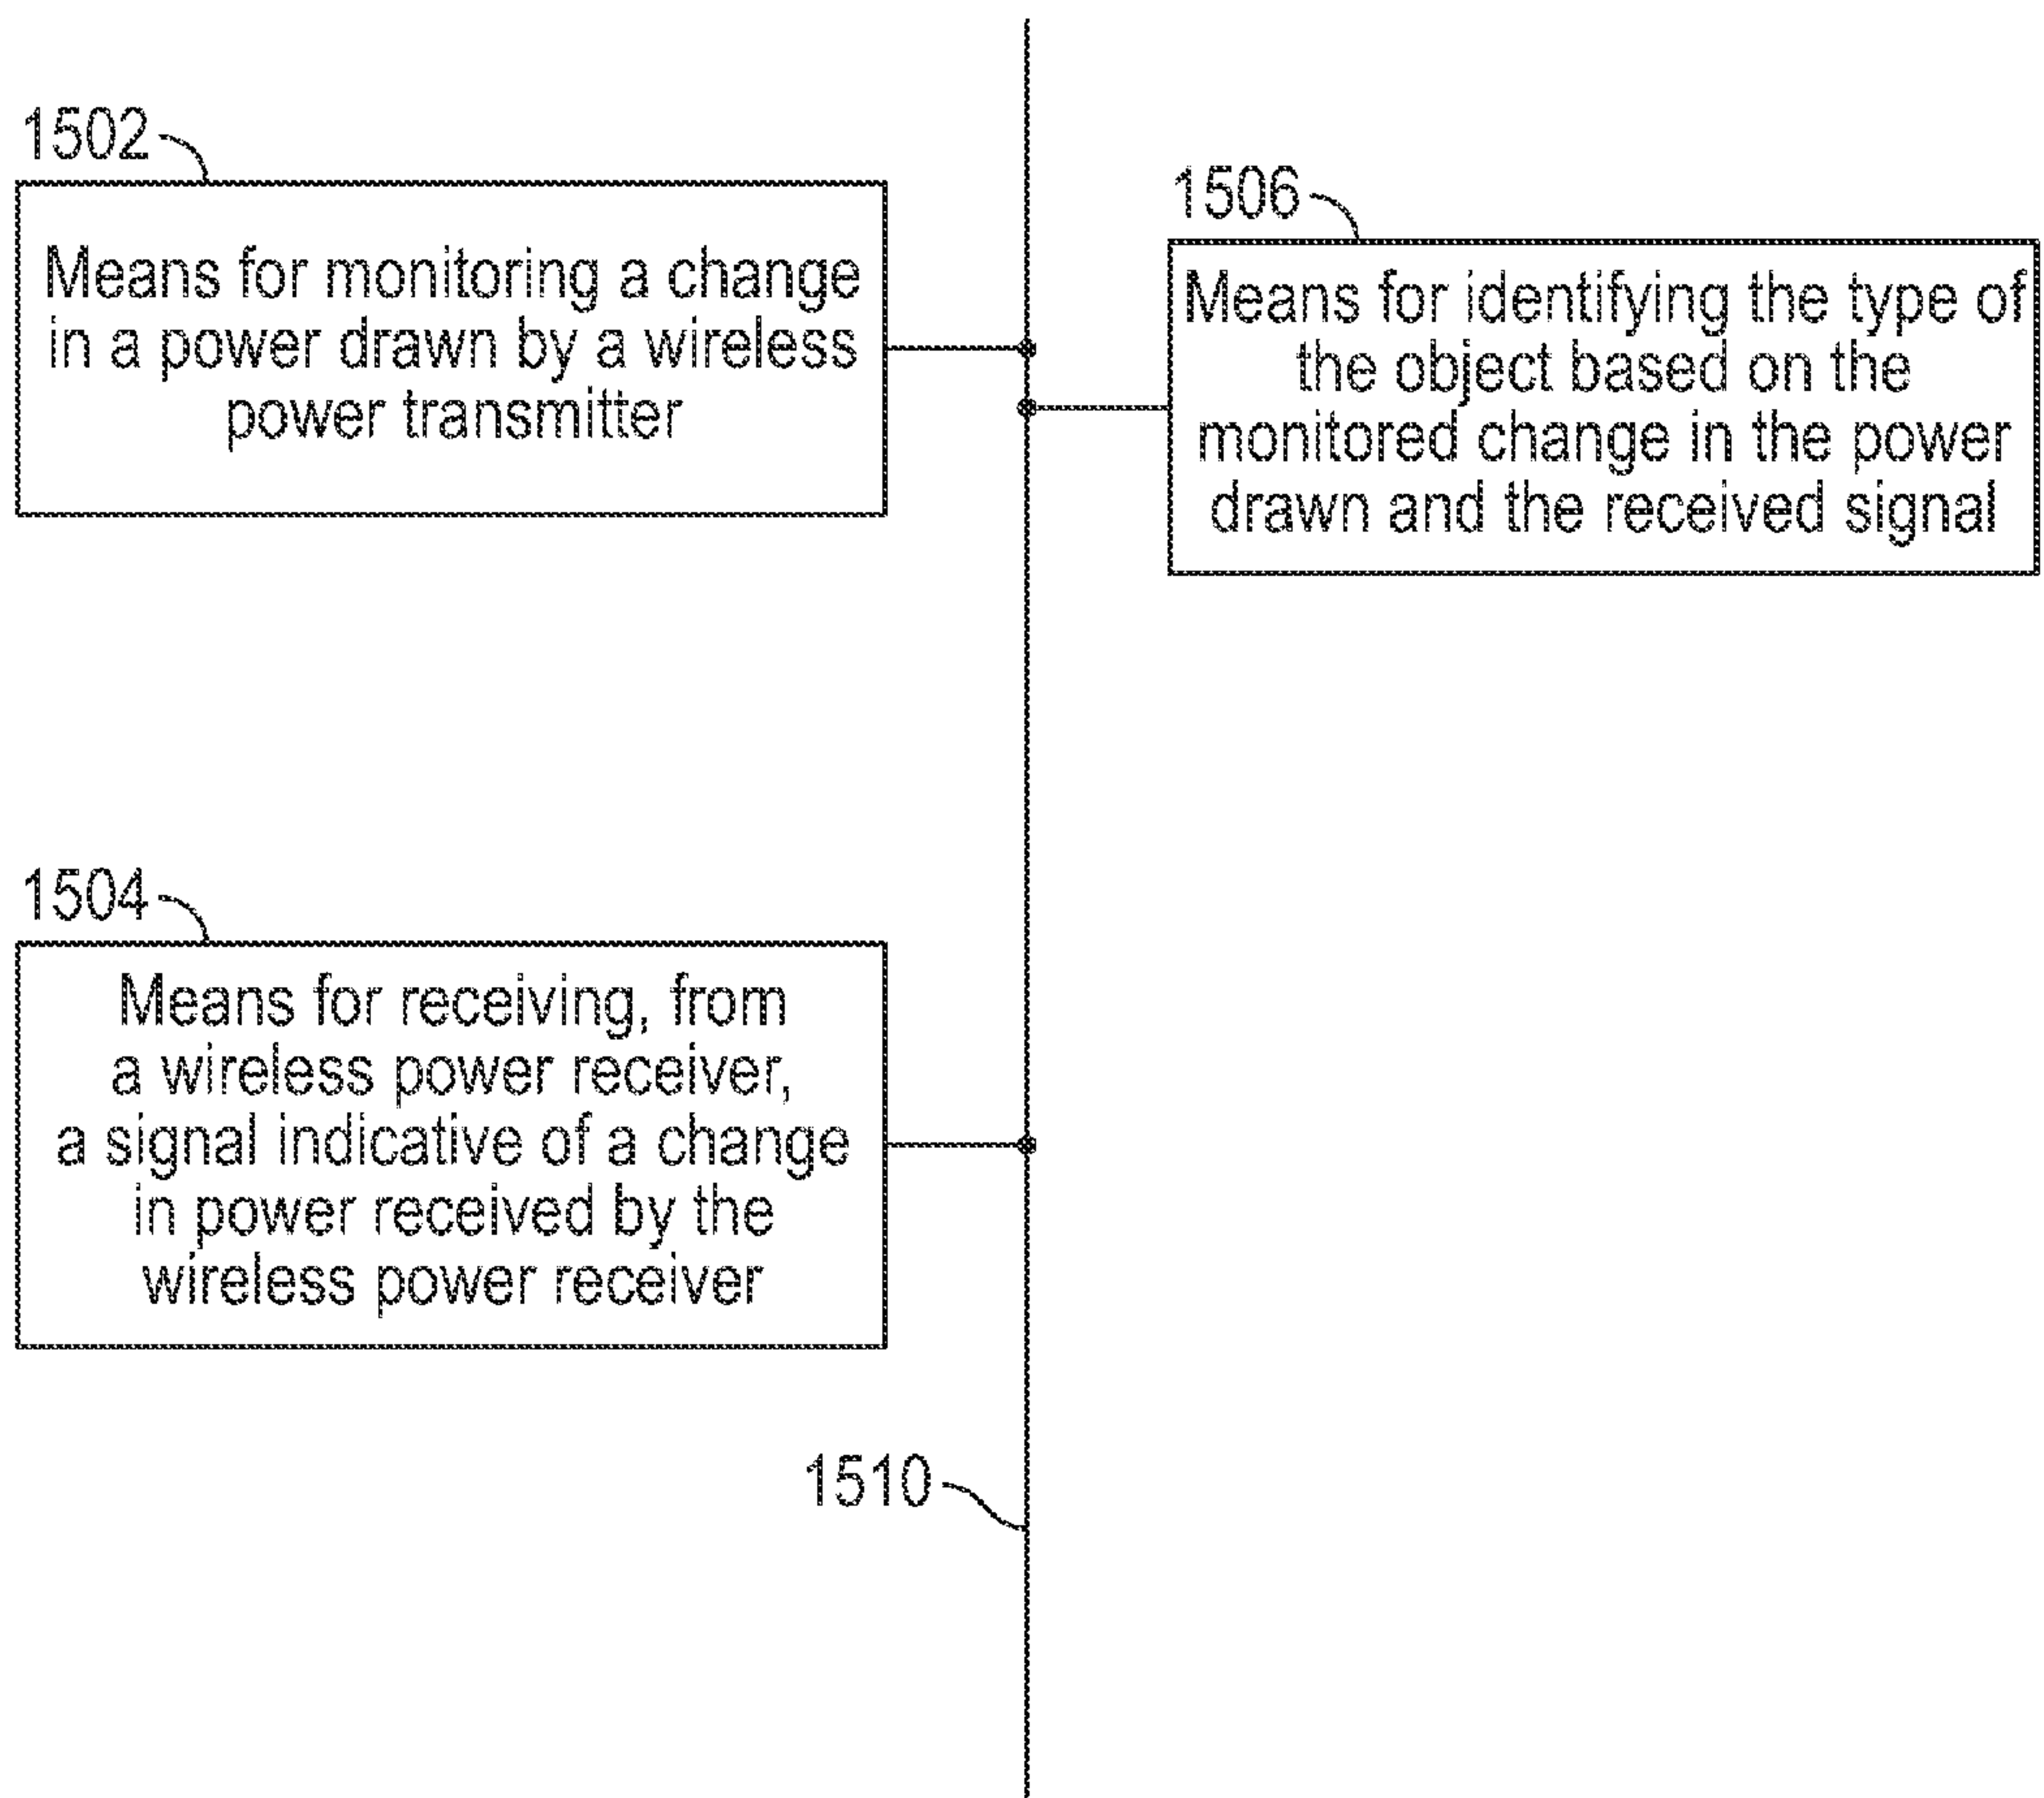 1502
Means for monitoring a change
in a power drawn by a wireless
power transmitter
1506
Means for identifying the type of
the object based on the
monitored change in the power
drawn and the received signal
1504
Means for receiving, from
a wireless power receiver,
a signal indicative of a change
in power received by the
wireless power receiver
1510